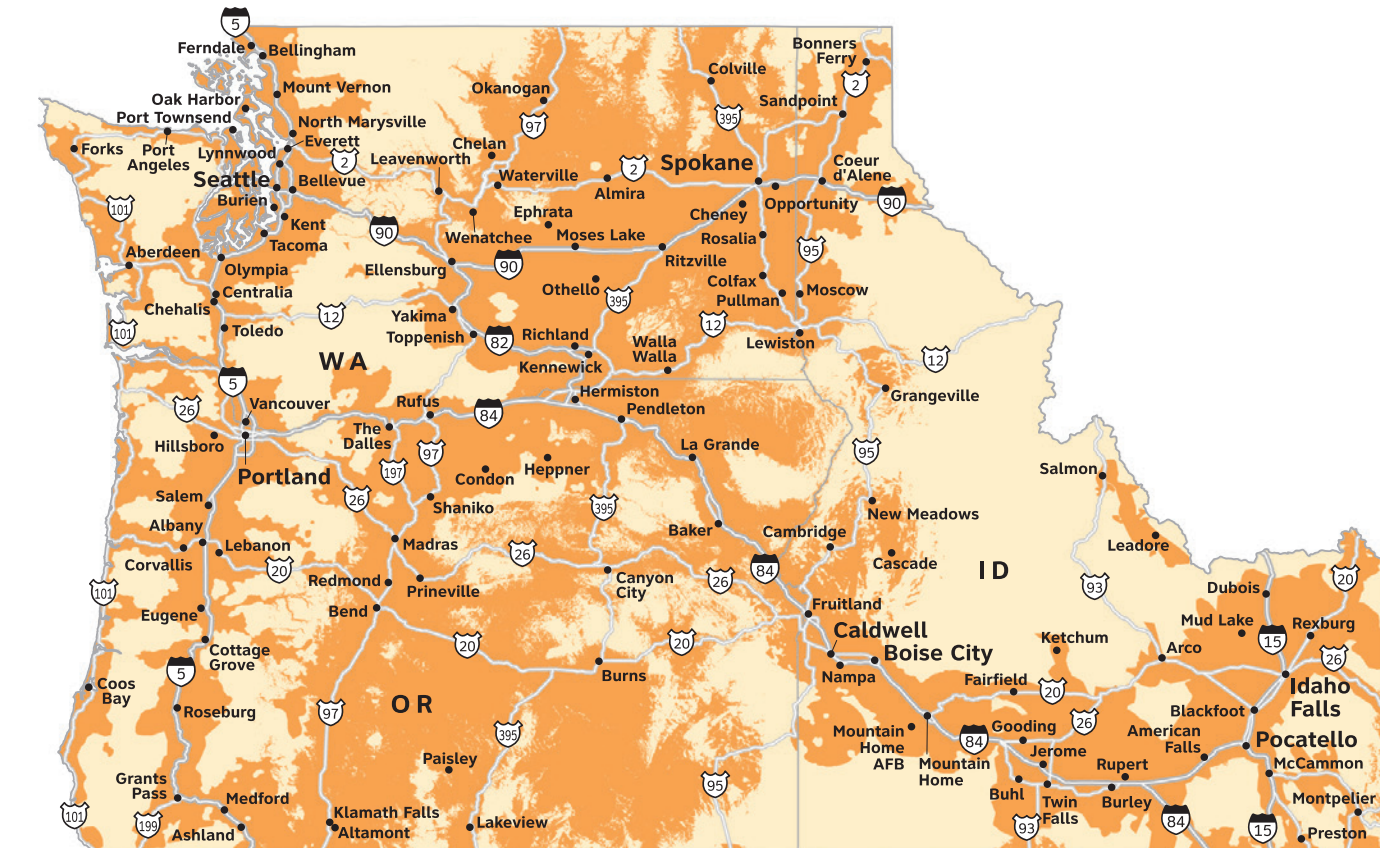 5
Ferndale
Bellingham
Bonners
Ferry
Colville
2
Okanogan
Mount Vernon
Oak Harbor
Sandpoint
Port Townsend
North Marysville
97
395
Everett
Forks
Port
Angeles
Lynnwood
2
Leavenworth
Chelan
Spokane
Coeur
d'Alene
Seattle
Bellevue
Waterville
2
Almira
Burien
101
Kent
90
Ephrata
Cheney
Opportunity
90
Tacoma
Wenatchee
Moses Lake
Rosalia
95
Aberdeen
Olympia
Ellensburg
90
Ritzville
Centralia
Chehalis
Othello
395
Colfax
Pullman
Moscow
12
Yakima
101
Toledo
Toppenish
82
Richland
Walla
Walla
12
Lewiston
WA
Kennewick
12
5
Hermiston
Grangeville
26
Vancouver
Rufus
84
Pendleton
Hillsboro
The
Dalles
97
La Grande
95
Portland
197
Condon
Heppner
Salmon
Salem
26
Shaniko
395
New Meadows
Albany
Baker
Cambridge
Lebanon
Madras
26
Leadore
Corvallis
20
84
Cascade
ID
101
Redmond
Prineville
Canyon
City
26
93
Dubois
20
Eugene
Bend
Fruitland
Mud Lake
Rexburg
Cottage
Grove
20
20
Caldwell
Boise City
Ketchum
15
26
5
Burns
Nampa
Arco
Coos
Bay
Fairfield
20
Idaho
Falls
Roseburg
97
OR
395
Mountain
Home
AFB
84
Gooding
26
American
Falls
Blackfoot
Pocatello
Paisley
Mountain
Home
Jerome
Rupert
McCammon
Grants
Pass
95
Buhl
Twin
Falls
Burley
Montpelier
101
199
Medford
Klamath Falls
Lakeview
93
84
15
Ashland
Altamont
Preston